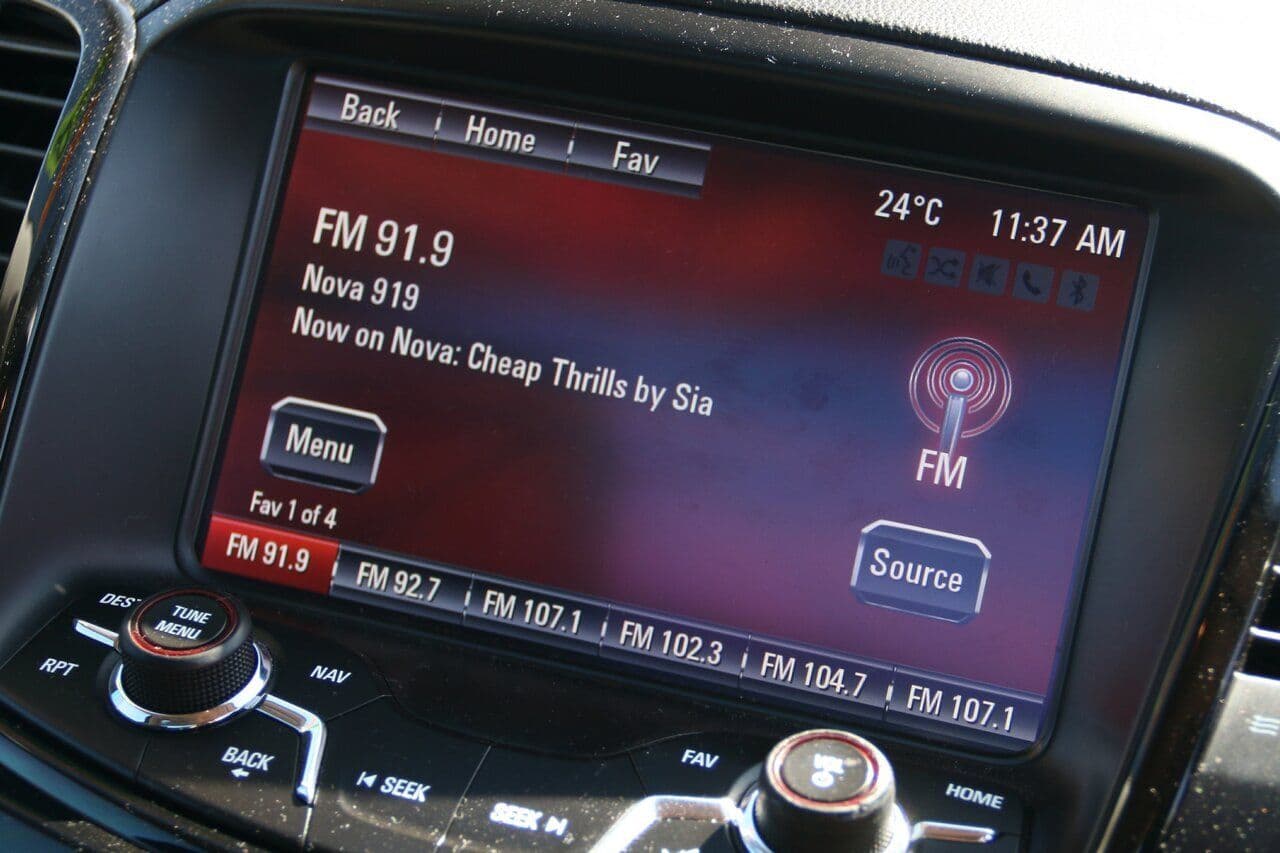 Back Home Fav
24°C 11:37 AM
FM 91.9
Nova 919
Now on Nova: Cheap Thrills by Sia
FM
Menu
Source
Fav 1 of 4
FM 91.9 FM 92.7 FM 107.1 FM 102.3 FM 104.7 FM 107.1
TUNE
MENU
RPT
NAV
BACK
SEEK
SEEK
FAV
VOL
HOME